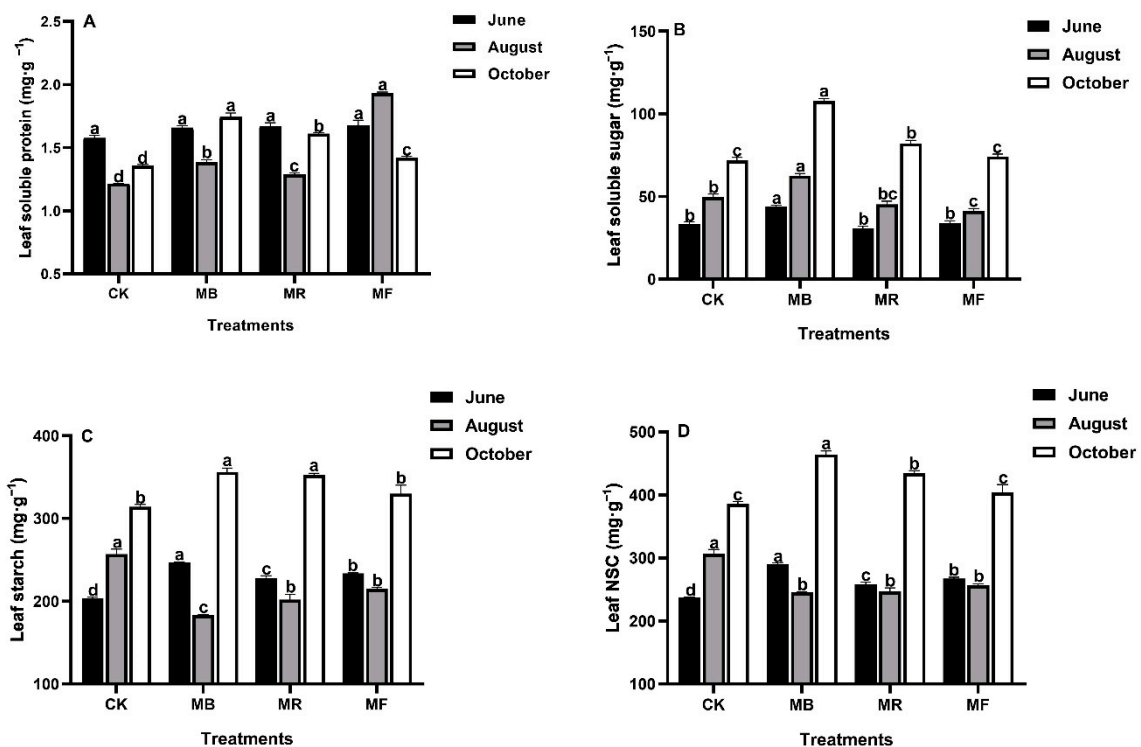 A
Leaf soluble protein (mg·g⁻¹)
2.5
2.0
1.5
1.0
0.5
a d d
a b a
a c b
a a c
CK MB MR MF
Treatments
June
August
October
B
Leaf soluble sugar (mg·g⁻¹)
150
100
50
0
b b c
a a a
b bc b
b c c
CK MB MR MF
Treatments
June
August
October
C
Leaf starch (mg·g⁻¹)
400
300
200
100
d a b
a c a
c b a
b b b
CK MB MR MF
Treatments
June
August
October
D
Leaf NSC (mg·g⁻¹)
500
400
300
200
100
d a c
a b a
c b b
b b c
CK MB MR MF
Treatments
June
August
October